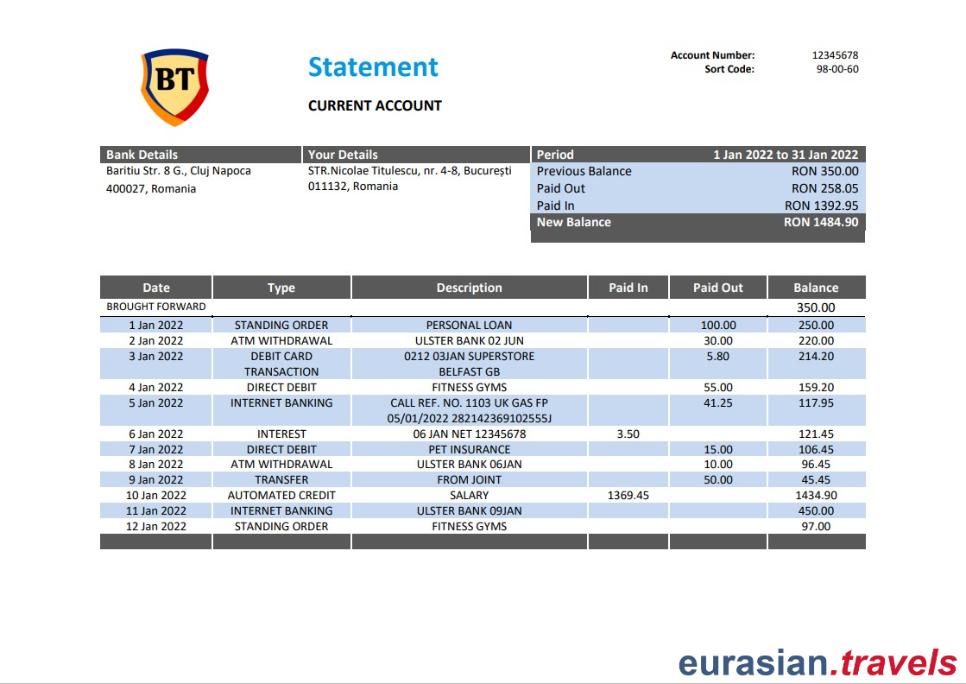 BT
Statement
CURRENT ACCOUNT
Account Number: 12345678
Sort Code: 98-00-60
Bank Details
Baritiu Str. 8 G., Cluj Napoca
400027, Romania
Your Details
STR.Nicolae Titulescu, nr. 4-8, București
011132, Romania
Period 1 Jan 2022 to 31 Jan 2022
Previous Balance RON 350.00
Paid Out RON 258.05
Paid In RON 1392.95
New Balance RON 1484.90
Date Type Description Paid In Paid Out Balance
BROUGHT FORWARD 350.00
1 Jan 2022 STANDING ORDER PERSONAL LOAN 100.00 250.00
2 Jan 2022 ATM WITHDRAWAL ULSTER BANK 02 JUN 30.00 220.00
3 Jan 2022 DEBIT CARD 0212 03JAN SUPERSTORE 5.80 214.20
TRANSACTION BELFAST GB
4 Jan 2022 DIRECT DEBIT FITNESS GYMS 55.00 159.20
5 Jan 2022 INTERNET BANKING CALL REF. NO. 1103 UK GAS FP 41.25 117.95
05/01/2022 282142369102555J
6 Jan 2022 INTEREST 06 JAN NET 12345678 3.50 121.45
7 Jan 2022 DIRECT DEBIT PET INSURANCE 15.00 106.45
8 Jan 2022 ATM WITHDRAWAL ULSTER BANK 06JAN 10.00 96.45
9 Jan 2022 TRANSFER FROM JOINT 50.00 45.45
10 Jan 2022 AUTOMATED CREDIT SALARY 1369.45 1434.90
11 Jan 2022 INTERNET BANKING ULSTER BANK 09JAN 450.00
12 Jan 2022 STANDING ORDER FITNESS GYMS 97.00
eurasian.travels